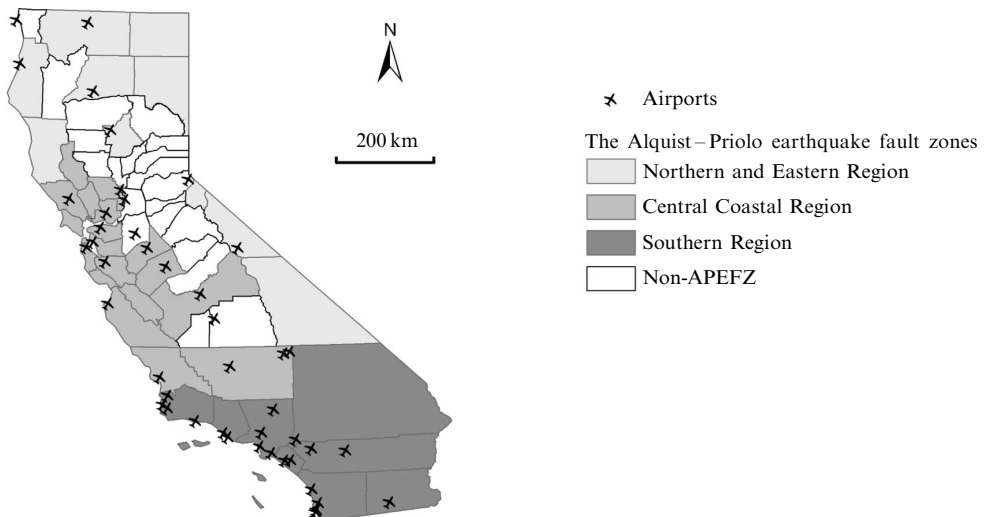 N
200 km
Airports
The Alquist–Priolo earthquake fault zones
Northern and Eastern Region
Central Coastal Region
Southern Region
Non-APEFZ